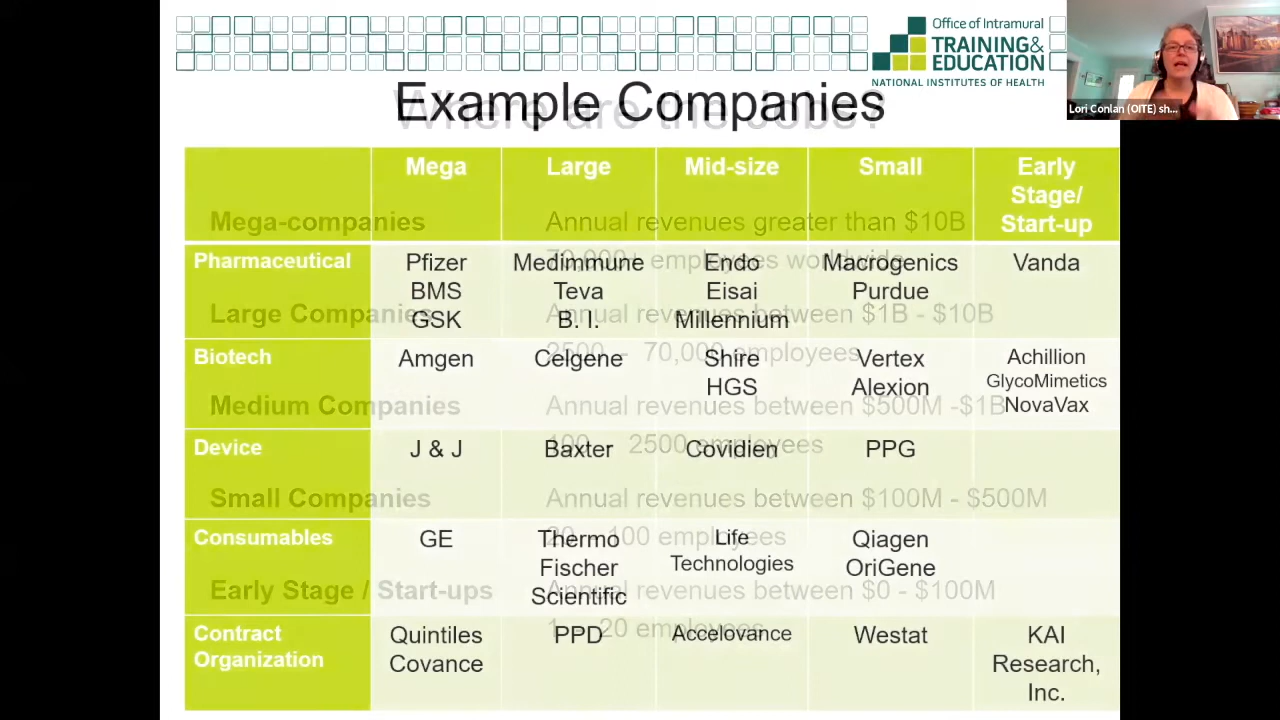 Office of Intramural
TRAINING&
EDUCATION
NATIONAL INSTITUTES OF HEALTH
Lori Conlan (OITE) sh...
Example Companies
Where are the Jobs?
Mega
Large
Mid-size
Small
Early
Stage/
Start-up
Pharmaceutical
Pfizer
BMS
GSK
Medimmune
Teva
B. I.
Endo
Eisai
Millennium
Macrogenics
Purdue
Vanda
Biotech
Amgen
Celgene
Shire
HGS
Vertex
Alexion
Achillion
GlycoMimetics
NovaVax
Device
J & J
Baxter
Covidien
PPG
Consumables
GE
Thermo
Fischer
Scientific
Life
Technologies
Qiagen
OriGene
Contract
Organization
Quintiles
Covance
PPD
Accelovance
Westat
KAI
Research,
Inc.
Mega-companies
Annual revenues greater than $10B
employees worldwide
Large Companies
Annual revenues between $1B - $10B
2500 - 70,000 employees
Medium Companies
Annual revenues between $500M -$1B
100 - 2500 employees
Small Companies
Annual revenues between $100M - $500M
20 - 100 employees
Early Stage / Start-ups
Annual revenues between $0 - $100M
1 - 20 employees